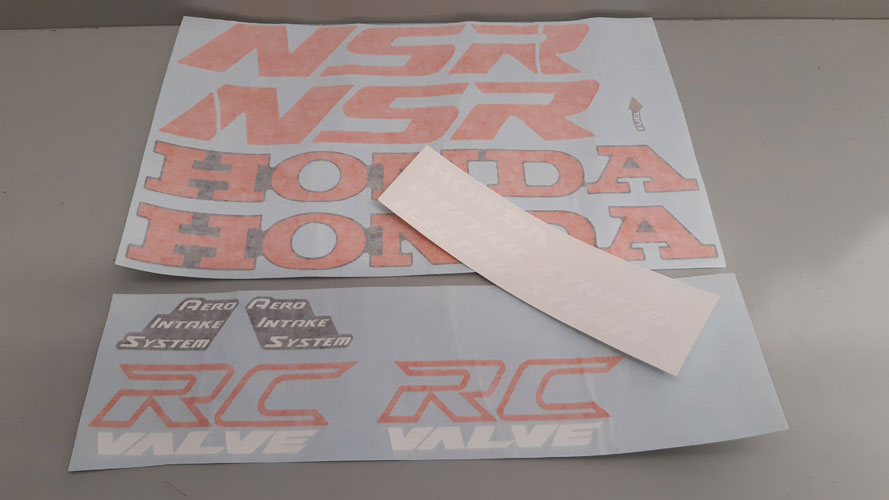 NSR
NSR
FUEL
HONDA
HONDA
HONDA
ELECTRIC STARTER
ELECTRIC STARTER
AERO
INTAKE
SYSTEM
AERO
INTAKE
SYSTEM
RC
VALVE
RC
VALVE